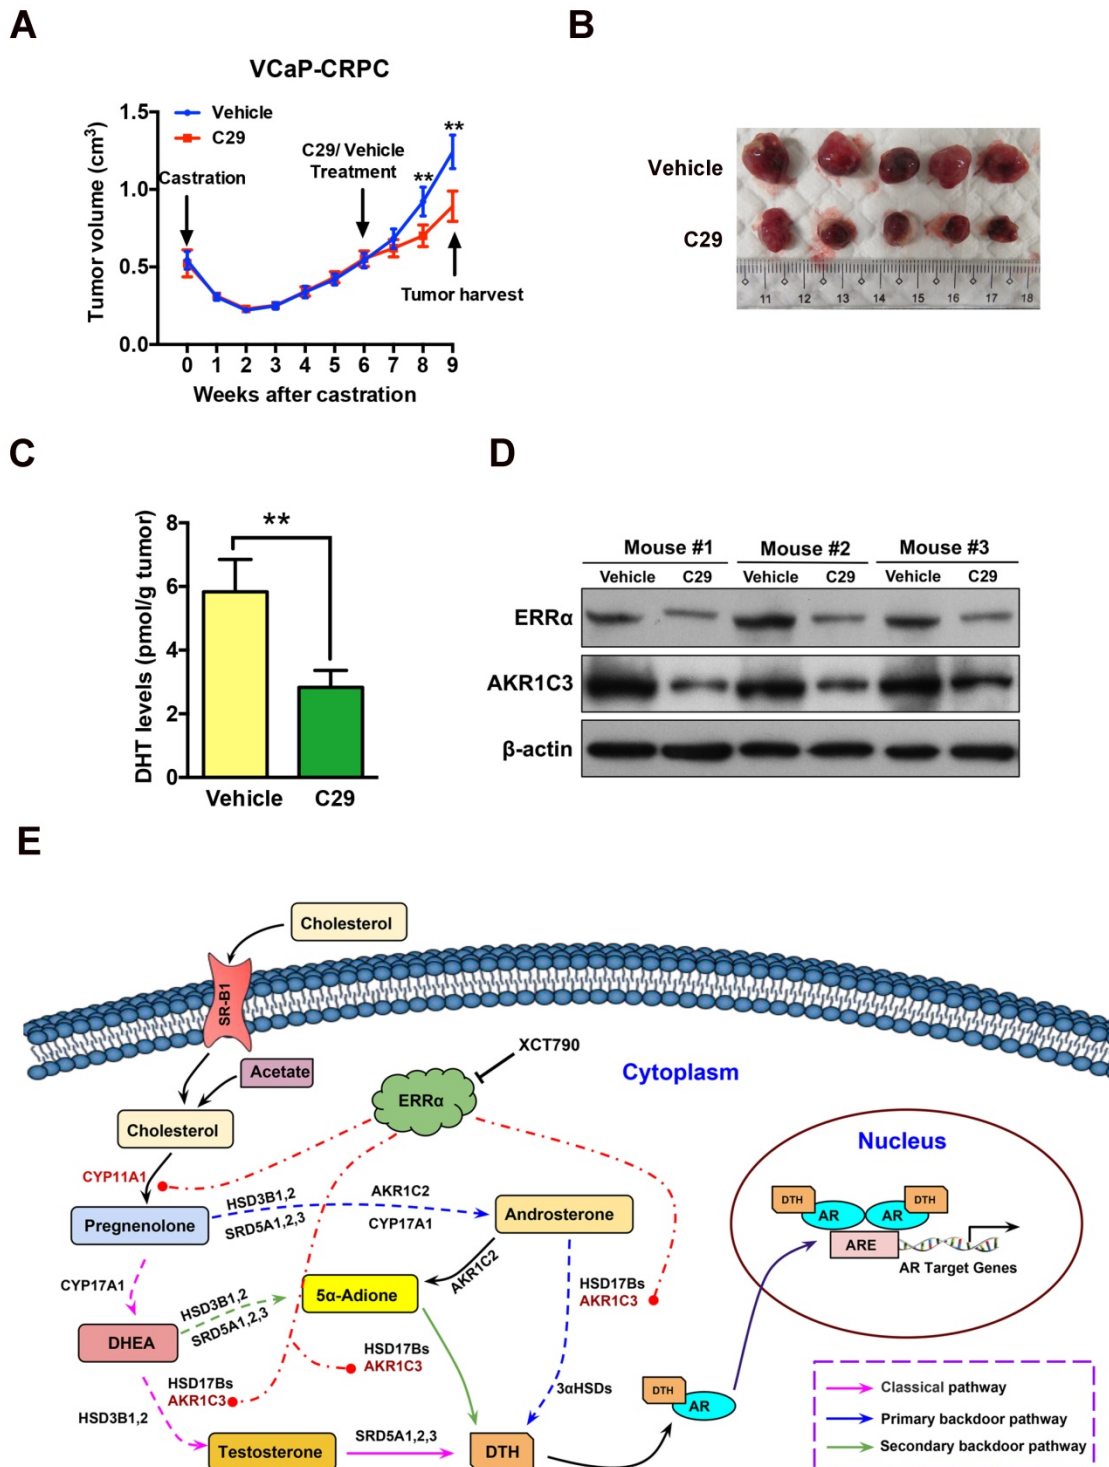 A
VCaP-CRPC
Vehicle
C29
Tumor volume (cm³)
1.5
1.0
0.5
0.0
Castration
C29/ Vehicle
Treatment
**
**
Tumor harvest
0 1 2 3 4 5 6 7 8 9
Weeks after castration
B
Vehicle
C29
11 12 13 14 15 16 17 18
C
DHT levels (pmol/g tumor)
8
6
4
2
0
**
Vehicle C29
D
Mouse #1 Mouse #2 Mouse #3
Vehicle C29 Vehicle C29 Vehicle C29
ERRα
AKR1C3
β-actin
E
Cholesterol
SR-B1
Acetate
Cholesterol
XCT790
ERRα
Cytoplasm
CYP11A1
Pregnenolone
HSD3B1,2
SRD5A1,2,3
AKR1C2
CYP17A1
Androsterone
Nucleus
DTH
DTH
AR
AR
ARE
AR Target Genes
CYP17A1
AKR1C2
5α-Adione
HSD17Bs
AKR1C3
DHEA
HSD3B1,2
SRD5A1,2,3
HSD17Bs
AKR1C3
HSD17Bs
AKR1C3
3αHSDs
DTH
AR
HSD3B1,2
Testosterone
SRD5A1,2,3
DTH
Classical pathway
Primary backdoor pathway
Secondary backdoor pathway